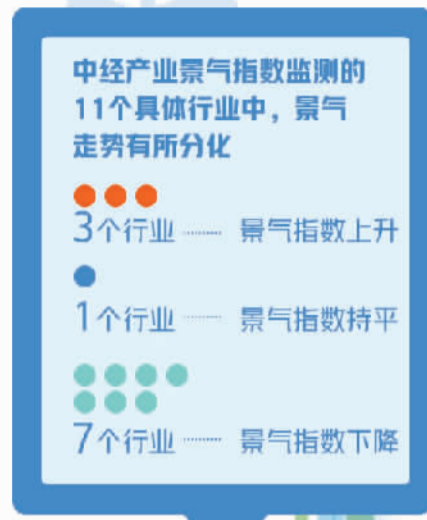 中经产业景气指数监测的
11个具体行业中，景气
走势有所分化
3个行业 ........ 景气指数上升
1个行业 ........ 景气指数持平
7个行业 ........ 景气指数下降